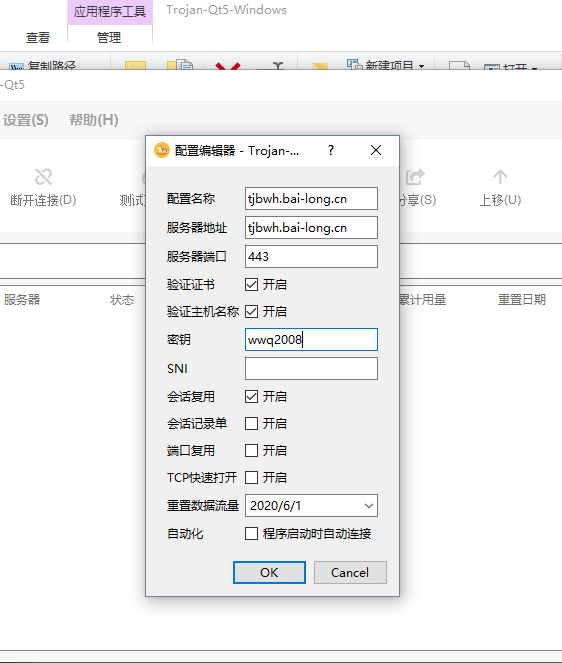 应用程序工具 Trojan-Qt5-Windows
查看 管理
复制路径 新建项目 打开
-Qt5
设置(S) 帮助(H)
配置编辑器 - Trojan-... ?
断开连接(D) 测试 分享(S) 上移(U)
服务器 状态 累计用量 重置日期
配置名称 tjbwh.bai-long.cn
服务器地址 tjbwh.bai-long.cn
服务器端口 443
验证证书 开启
验证主机名称 开启
密钥 wwq2008
SNI
会话复用 开启
会话记录单 开启
端口复用 开启
TCP快速打开 开启
重置数据流量 2020/6/1
自动化 程序启动时自动连接
OK Cancel